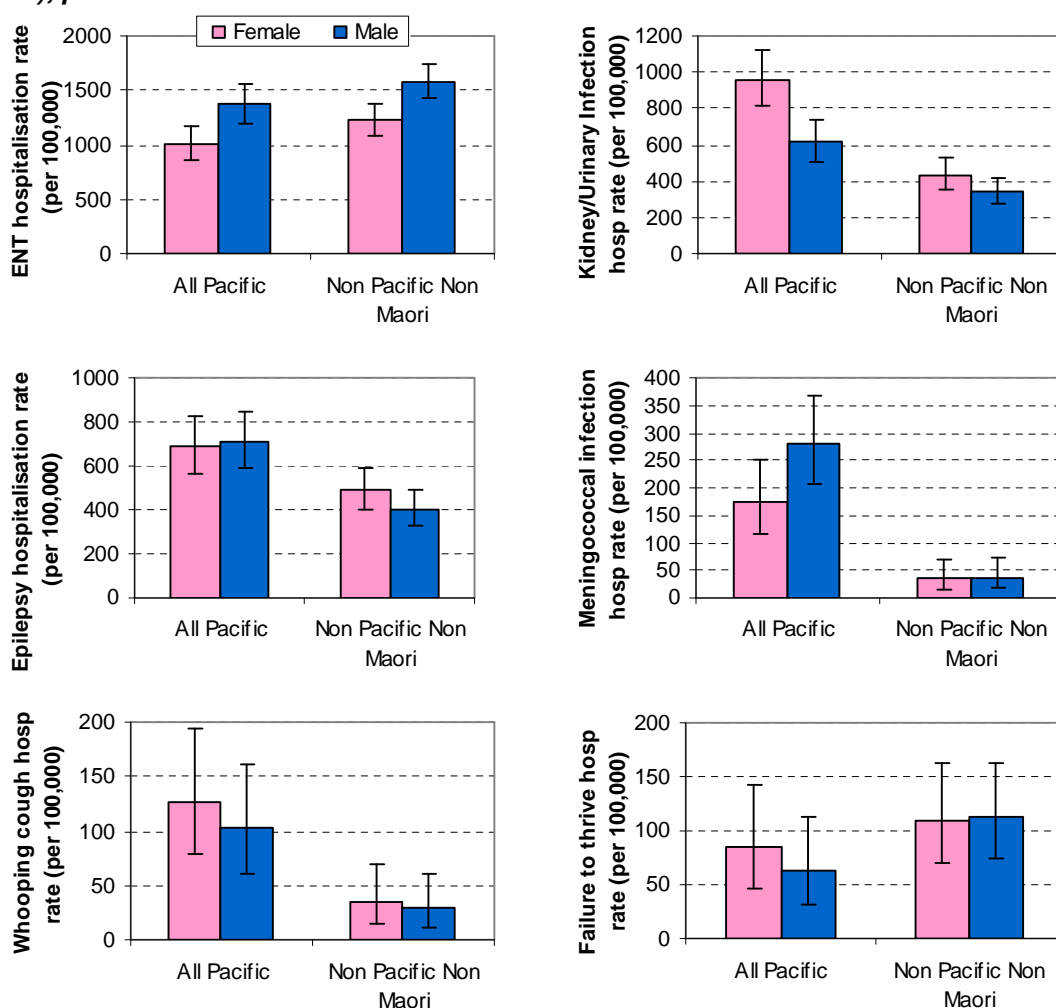 Female Male
ENT hospitalisation rate
(per 100,000)
2000
1500
1000
500
0
All Pacific
Non Pacific Non
Maori
Kidney/Urinary Infection
hosp rate (per 100,000)
1200
1000
800
600
400
200
0
All Pacific
Non Pacific Non
Maori
Epilepsy hospitalisation rate
(per 100,000)
1000
800
600
400
200
0
All Pacific
Non Pacific Non
Maori
Meningococcal infection
hosp rate (per 100,000)
400
350
300
250
200
150
100
50
0
All Pacific
Non Pacific Non
Maori
Whooping cough hosp
rate (per 100,000)
200
150
100
50
0
All Pacific
Non Pacific Non
Maori
Failure to thrive hosp
rate (per 100,000)
200
150
100
50
0
All Pacific
Non Pacific Non
Maori